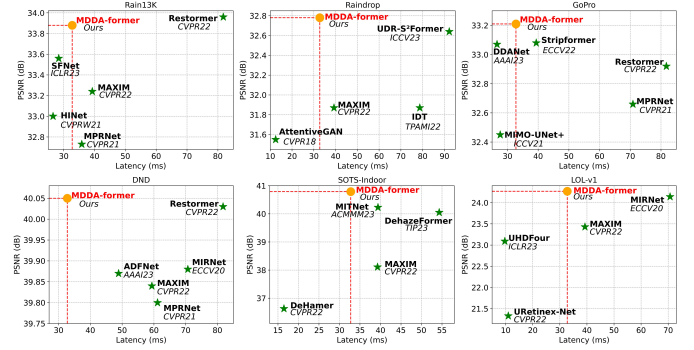 Rain13K
PSNR (dB)
34.0
33.8
33.6
33.4
33.2
33.0
32.8
MDDA-former
Ours
Restormer
CVPR22
SFNet
ICLR23
MAXIM
CVPR22
HINet
CVPRW21
MPRNet
CVPR21
30 40 50 60 70 80
Latency (ms)
Raindrop
PSNR (dB)
32.8
32.5
32.2
31.9
31.6
MDDA-former
Ours
UDR-S²Former
ICCV23
MAXIM
CVPR22
IDT
TPAMI22
AttentiveGAN
CVPR18
10 20 30 40 50 60 70 80 90
Latency (ms)
GoPro
PSNR (dB)
33.2
33.0
32.8
32.6
32.4
MDDA-former
Ours
DDANet
AAAI23
Stripformer
ECCV22
Restormer
CVPR22
MPRNet
CVPR21
MIMO-UNet+
ICCV21
30 40 50 60 70 80
Latency (ms)
DND
PSNR (dB)
40.05
40.00
39.95
39.90
39.85
39.80
39.75
MDDA-former
Ours
Restormer
CVPR22
ADFNet
AAAI23
MIRNet
ECCV20
MAXIM
CVPR22
MPRNet
CVPR21
30 40 50 60 70 80
Latency (ms)
SOTS-Indoor
PSNR (dB)
41
40
39
38
37
MDDA-former
Ours
MITNet
ACMMM23
DehazeFormer
TIP23
MAXIM
CVPR22
DeHamer
CVPR22
15 20 25 30 35 40 45 50 55
Latency (ms)
LOL-v1
PSNR (dB)
24.0
23.5
23.0
22.5
22.0
21.5
MDDA-former
Ours
MIRNet
ECCV20
UHDFour
ICLR23
MAXIM
CVPR22
URetinex-Net
CVPR22
10 20 30 40 50 60 70
Latency (ms)